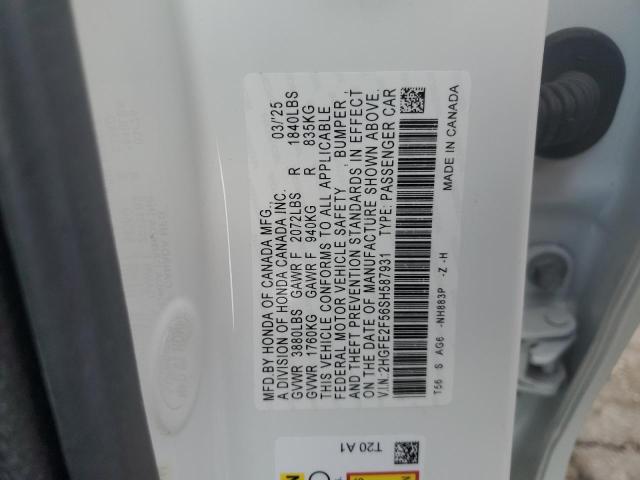 MFD.BY HONDA OF CANADA MFG., 03/25
A DIVISION OF HONDA CANADA INC.
GVWR 3880LBS GAWR F 2072LBS R 1840LBS
GVWR 1760KG GAWR F 940KG R 835KG
THIS VEHICLE CONFORMS TO ALL APPLICABLE
FEDERAL MOTOR VEHICLE SAFETY , BUMPER ,
AND THEFT PREVENTION STANDARDS IN EFFECT
ON THE DATE OF MANUFACTURE SHOWN ABOVE.
V.I.N.:2HGFE2F56SH587931 TYPE: PASSENGER CAR
T56 S AG6 -NH883P -Z -H
MADE IN CANADA
T20 A1